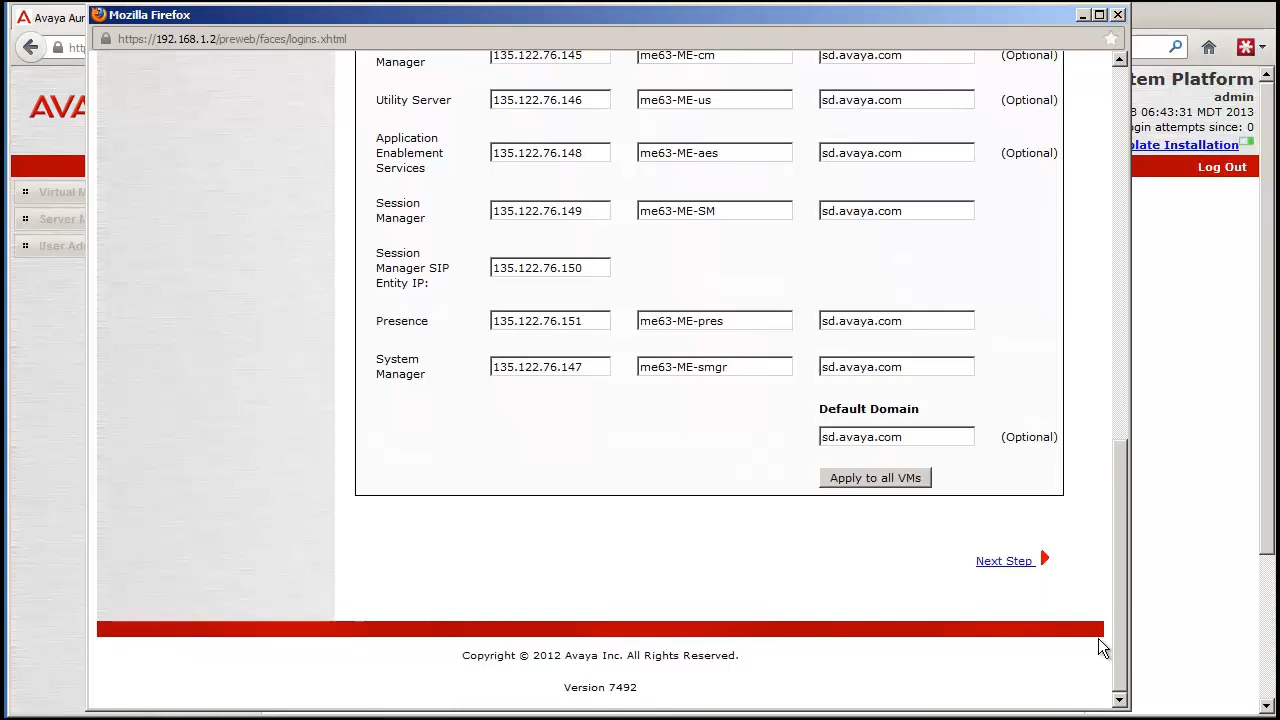 Avaya Aur
Mozilla Firefox
htt
https://192.168.1.2/preweb/faces/logins.xhtml
AVA
tem Platform
admin
8 06:43:31 MDT 2013
ogin attempts since: 0
plate Installation
Log Out
Virtual M
Server M
User Adm
Manager 135.122.76.145 me63-ME-cm sd.avaya.com (Optional)
Utility Server 135.122.76.146 me63-ME-us sd.avaya.com (Optional)
Application
Enablement 135.122.76.148 me63-ME-aes sd.avaya.com (Optional)
Services
Session
Manager 135.122.76.149 me63-ME-SM sd.avaya.com
Session
Manager SIP 135.122.76.150
Entity IP:
Presence 135.122.76.151 me63-ME-pres sd.avaya.com
System
Manager 135.122.76.147 me63-ME-smgr sd.avaya.com
Default Domain
sd.avaya.com (Optional)
Apply to all VMs
Next Step
Copyright © 2012 Avaya Inc. All Rights Reserved.
Version 7492